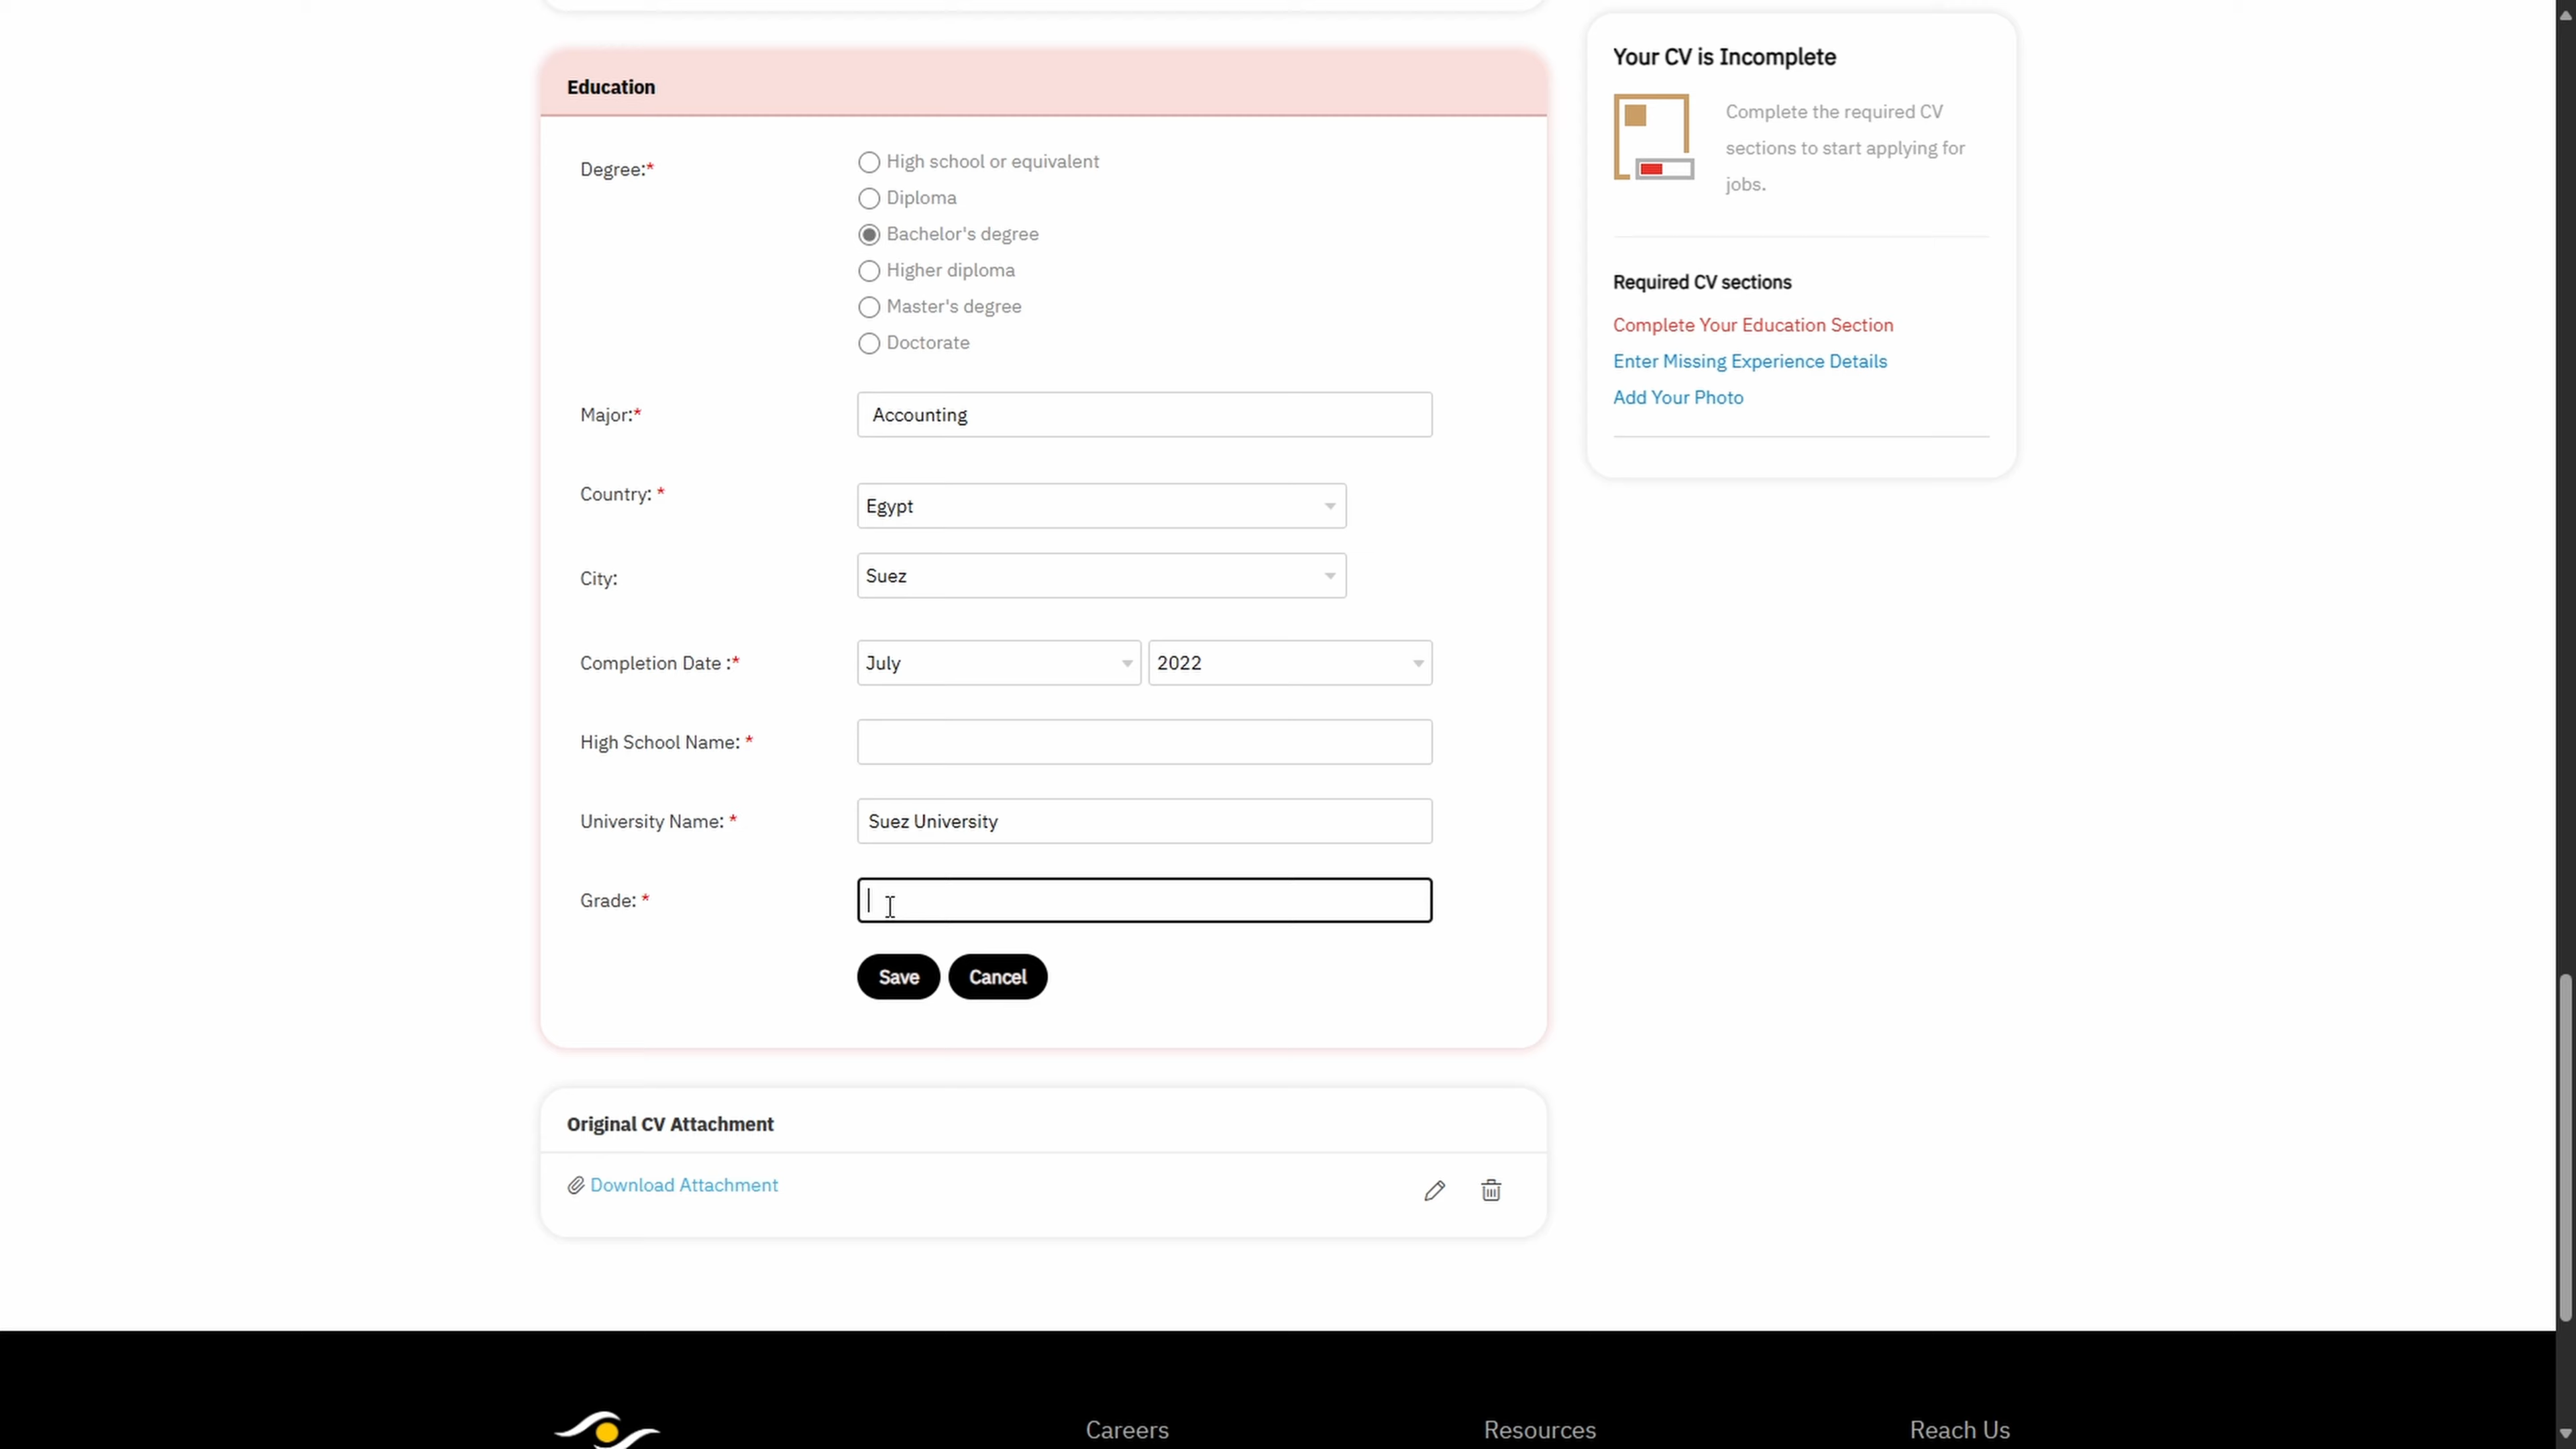 Education
Degree:*
High school or equivalent
Diploma
Bachelor's degree
Higher diploma
Master's degree
Doctorate
Major:*
Accounting
Country: *
Egypt
City:
Suez
Completion Date :*
July
2022
High School Name: *
University Name: *
Suez University
Grade: *
Save
Cancel
Original CV Attachment
Download Attachment
Your CV is Incomplete
Complete the required CV
sections to start applying for
jobs.
Required CV sections
Complete Your Education Section
Enter Missing Experience Details
Add Your Photo
Careers
Resources
Reach Us